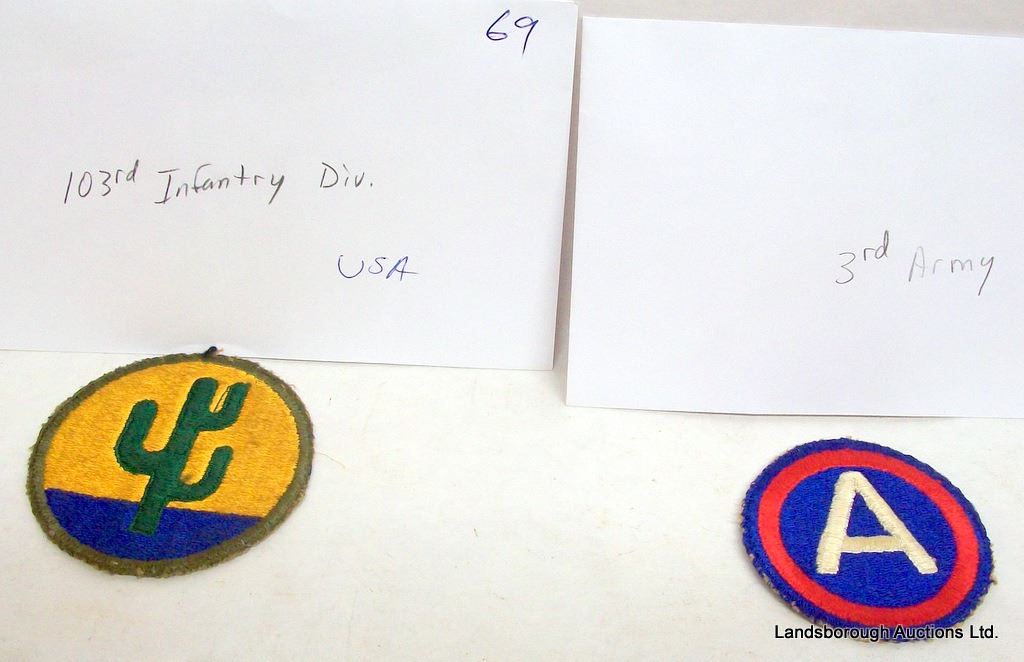 69
103rd Infantry Div.
USA
3rd Army
A
Landsborough Auctions Ltd.